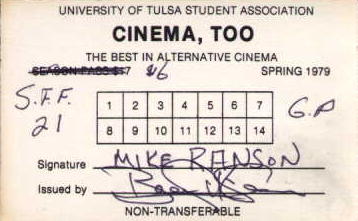 UNIVERSITY OF TULSA STUDENT ASSOCIATION
CINEMA, TOO
THE BEST IN ALTERNATIVE CINEMA
SEASON PASS $17 $16 SPRING 1979
S.F.F. 21
1 2 3 4 5 6 7
8 9 10 11 12 13 14
Signature MIKE RANSON
Issued by
NON-TRANSFERABLE